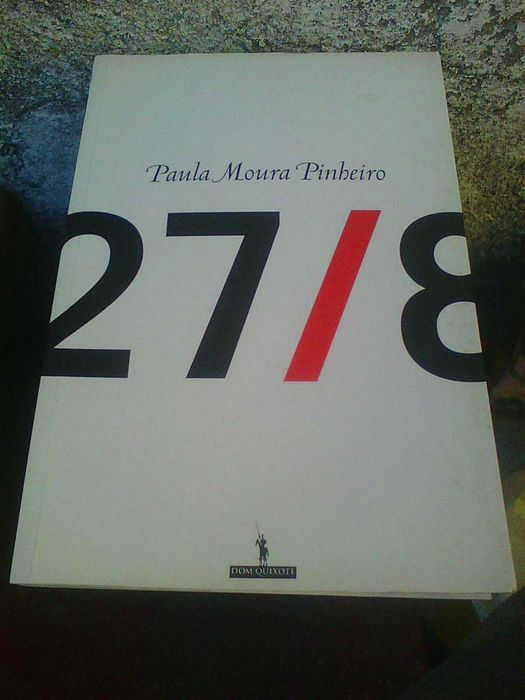 Paula Moura Pinheiro
27/8
DOM QUIXOTE